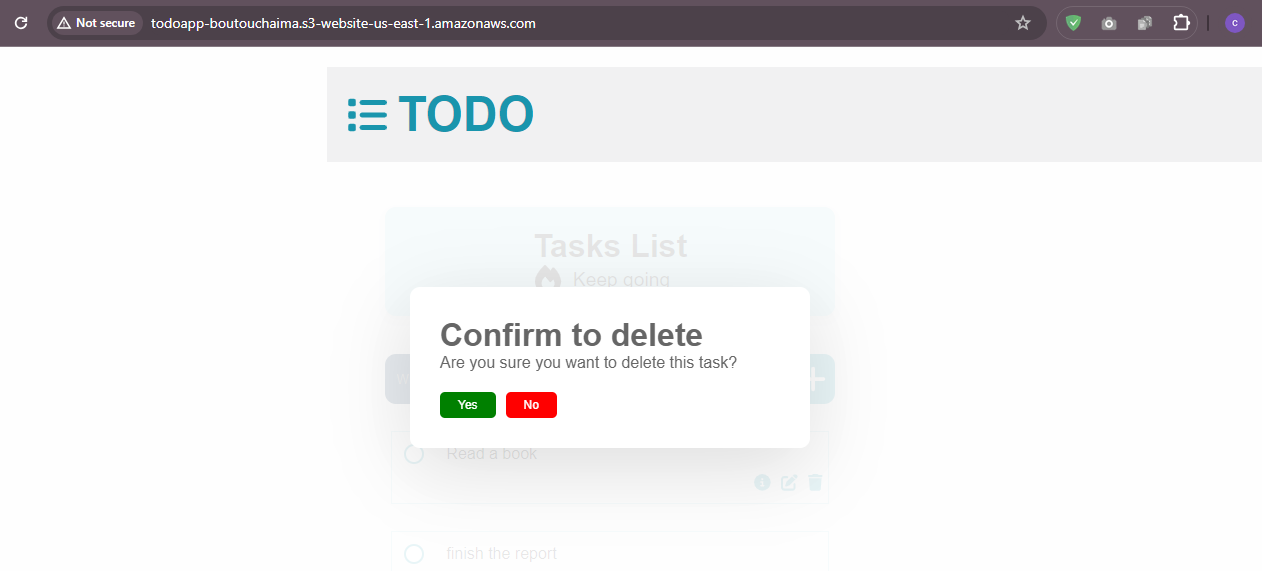 Not secure todoapp-boutouchaima.s3-website-us-east-1.amazonaws.com
c
TODO
Tasks List
Keep going
Confirm to delete
Are you sure you want to delete this task?
Yes No
Read a book
finish the report